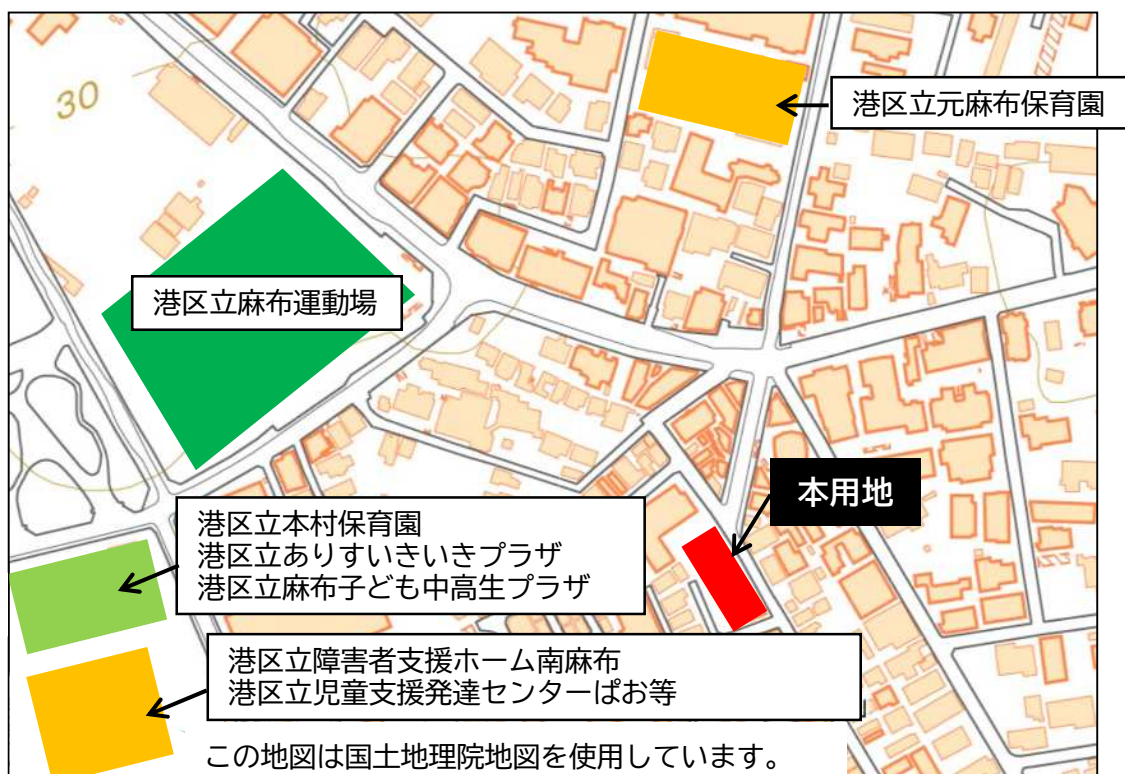 30
港区立元麻布保育園
港区立麻布運動場
本用地
港区立本村保育園
港区立ありすいきいきプラザ
港区立麻布子ども中高生プラザ
港区立障害者支援ホーム南麻布
港区立児童支援発達センターぱお等
この地図は国土地理院地図を使用しています。